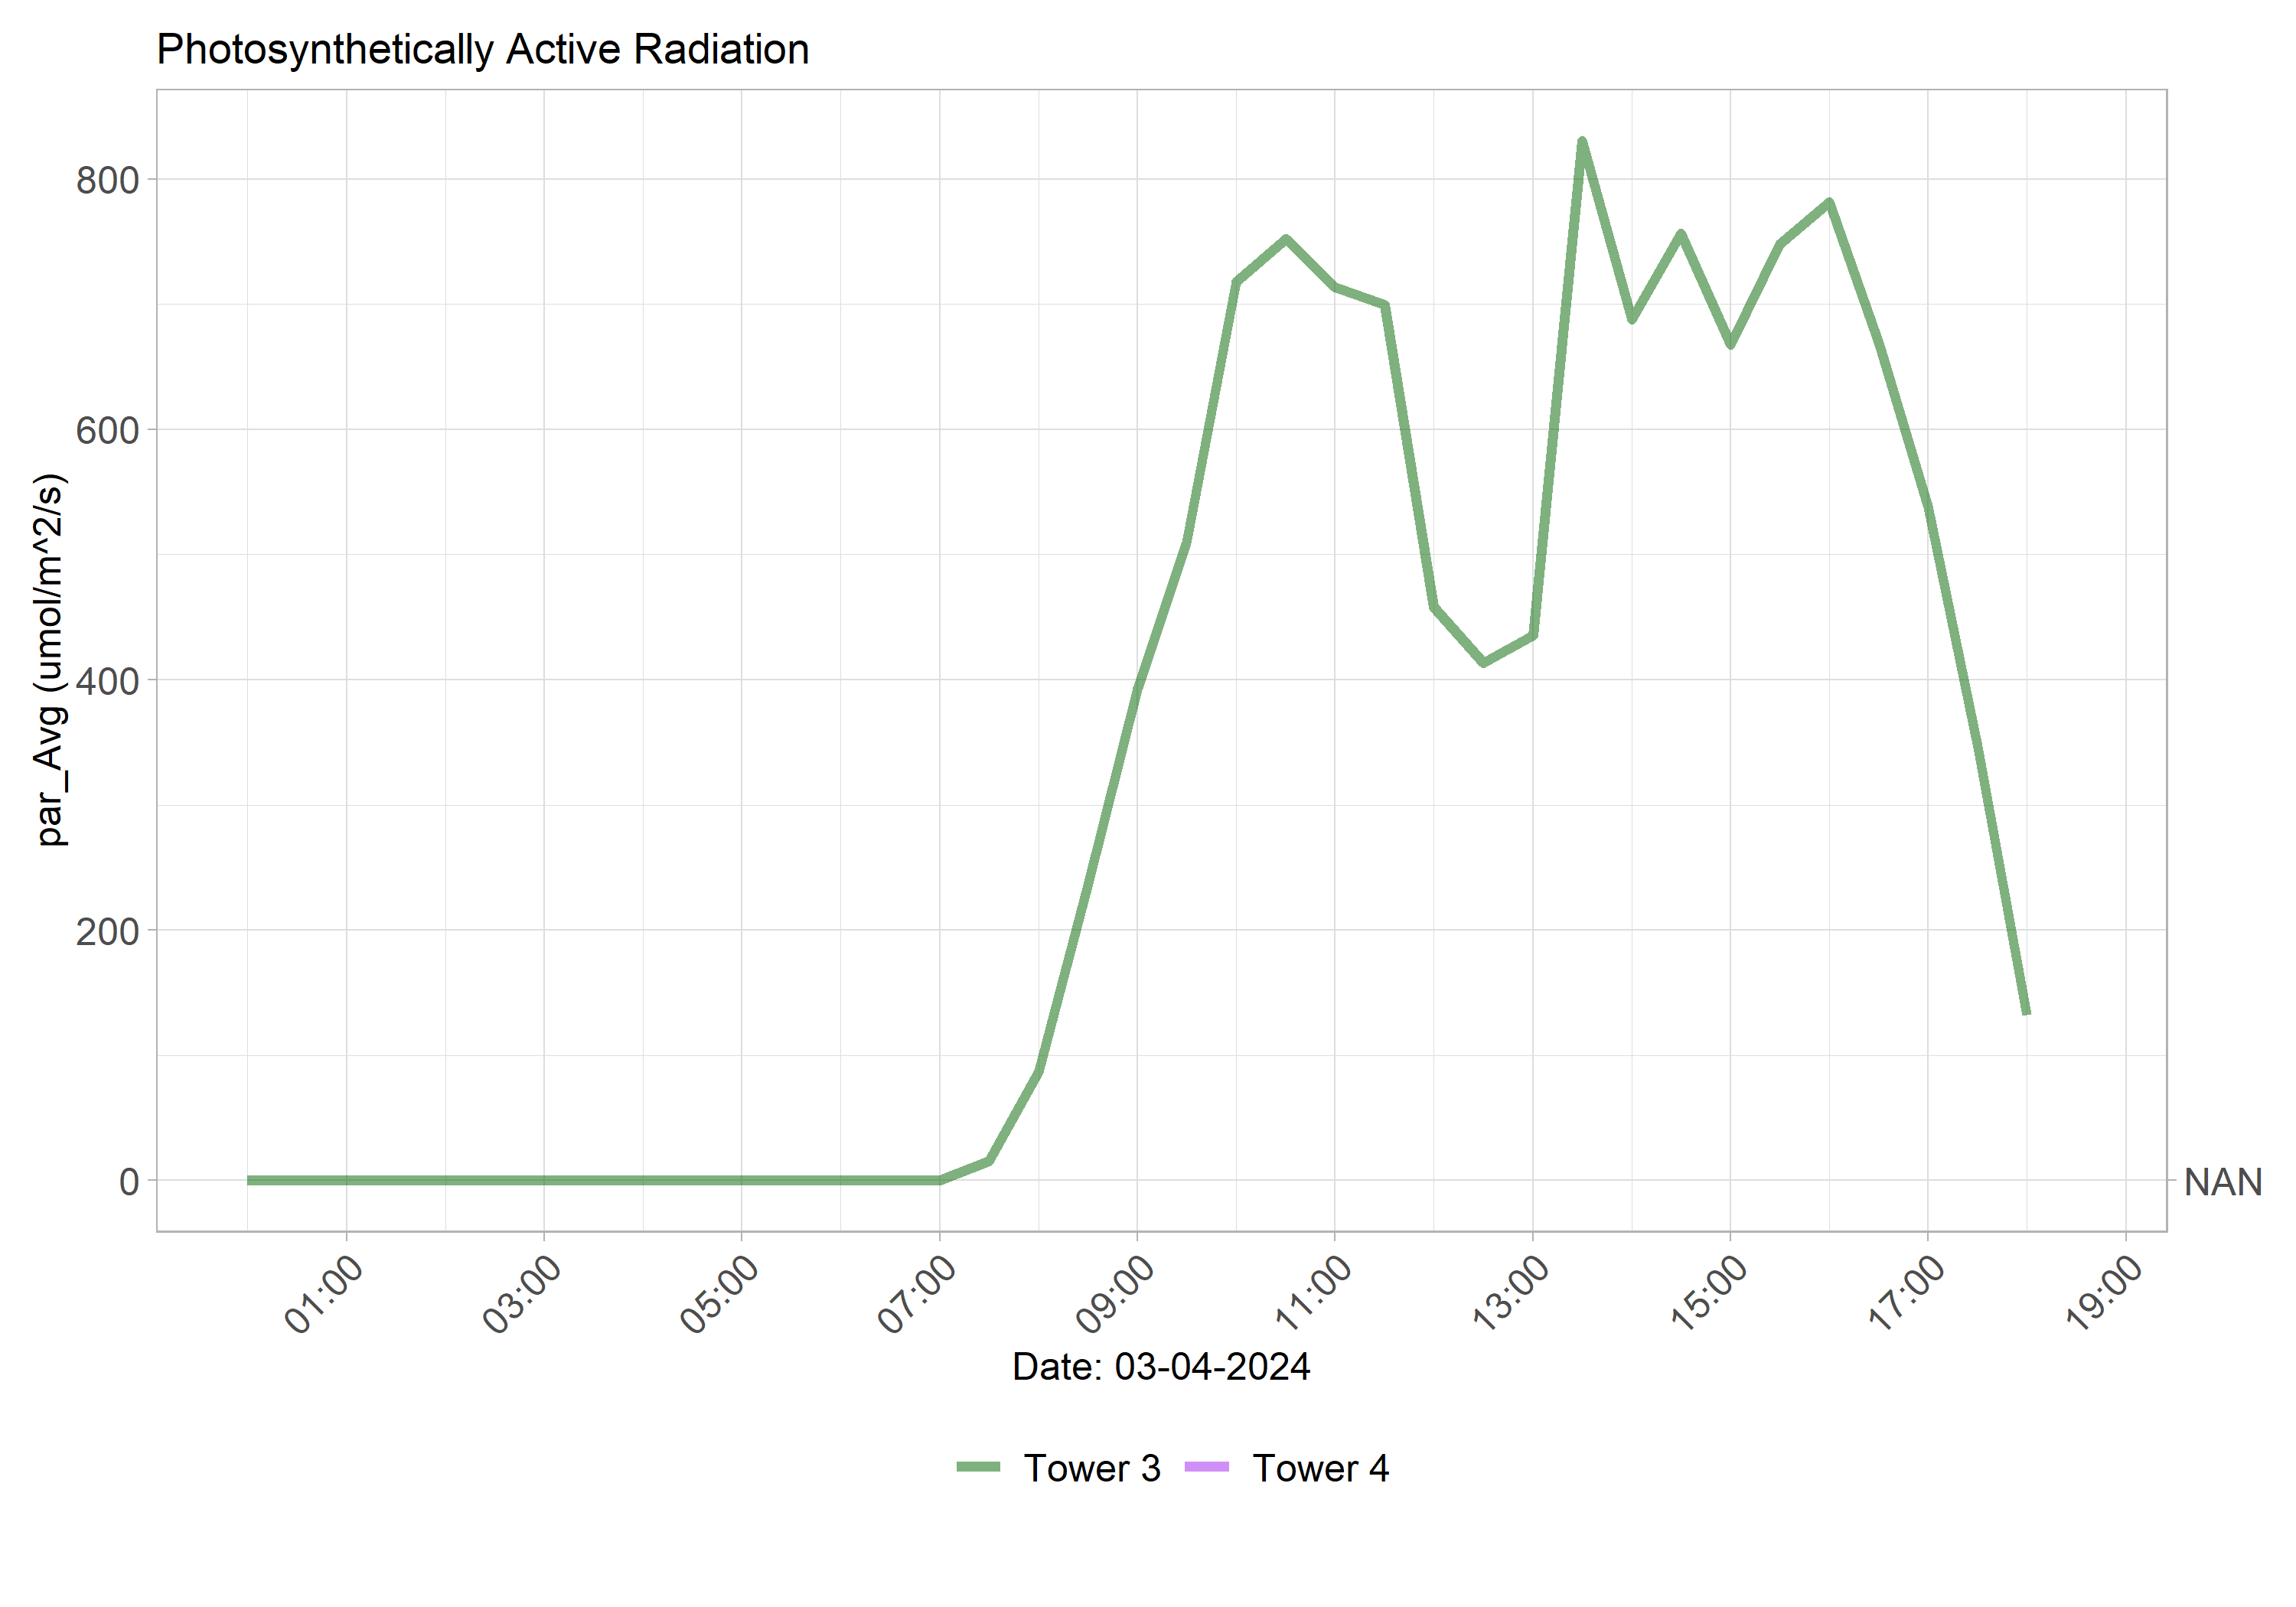 Photosynthetically Active Radiation
par_Avg (umol/m^2/s)
800
600
400
200
0
NAN
01:00 03:00 05:00 07:00 09:00 11:00 13:00 15:00 17:00 19:00
Date: 03-04-2024
Tower 3 Tower 4